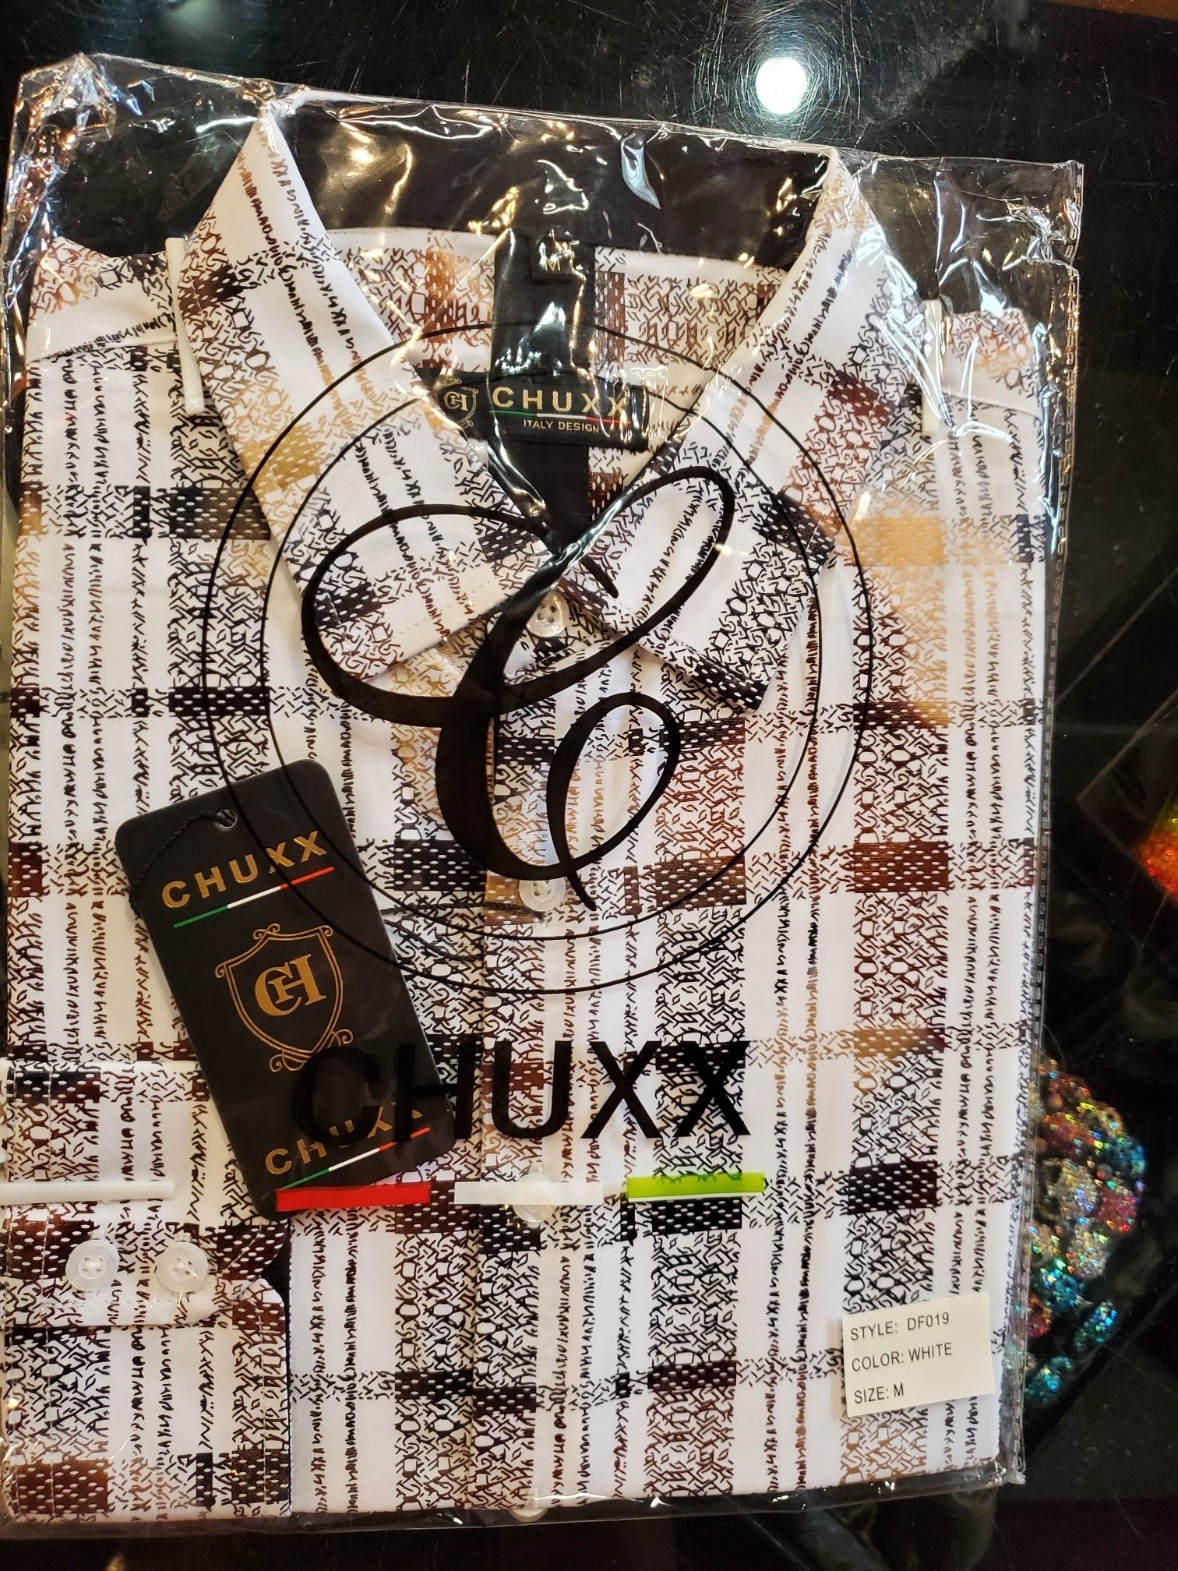 M
CH
CHUXX
ITALY DESIGN
C
CHUXX
CH
CHUXX
CHUXX
STYLE: DF019
COLOR: WHITE
SIZE: M